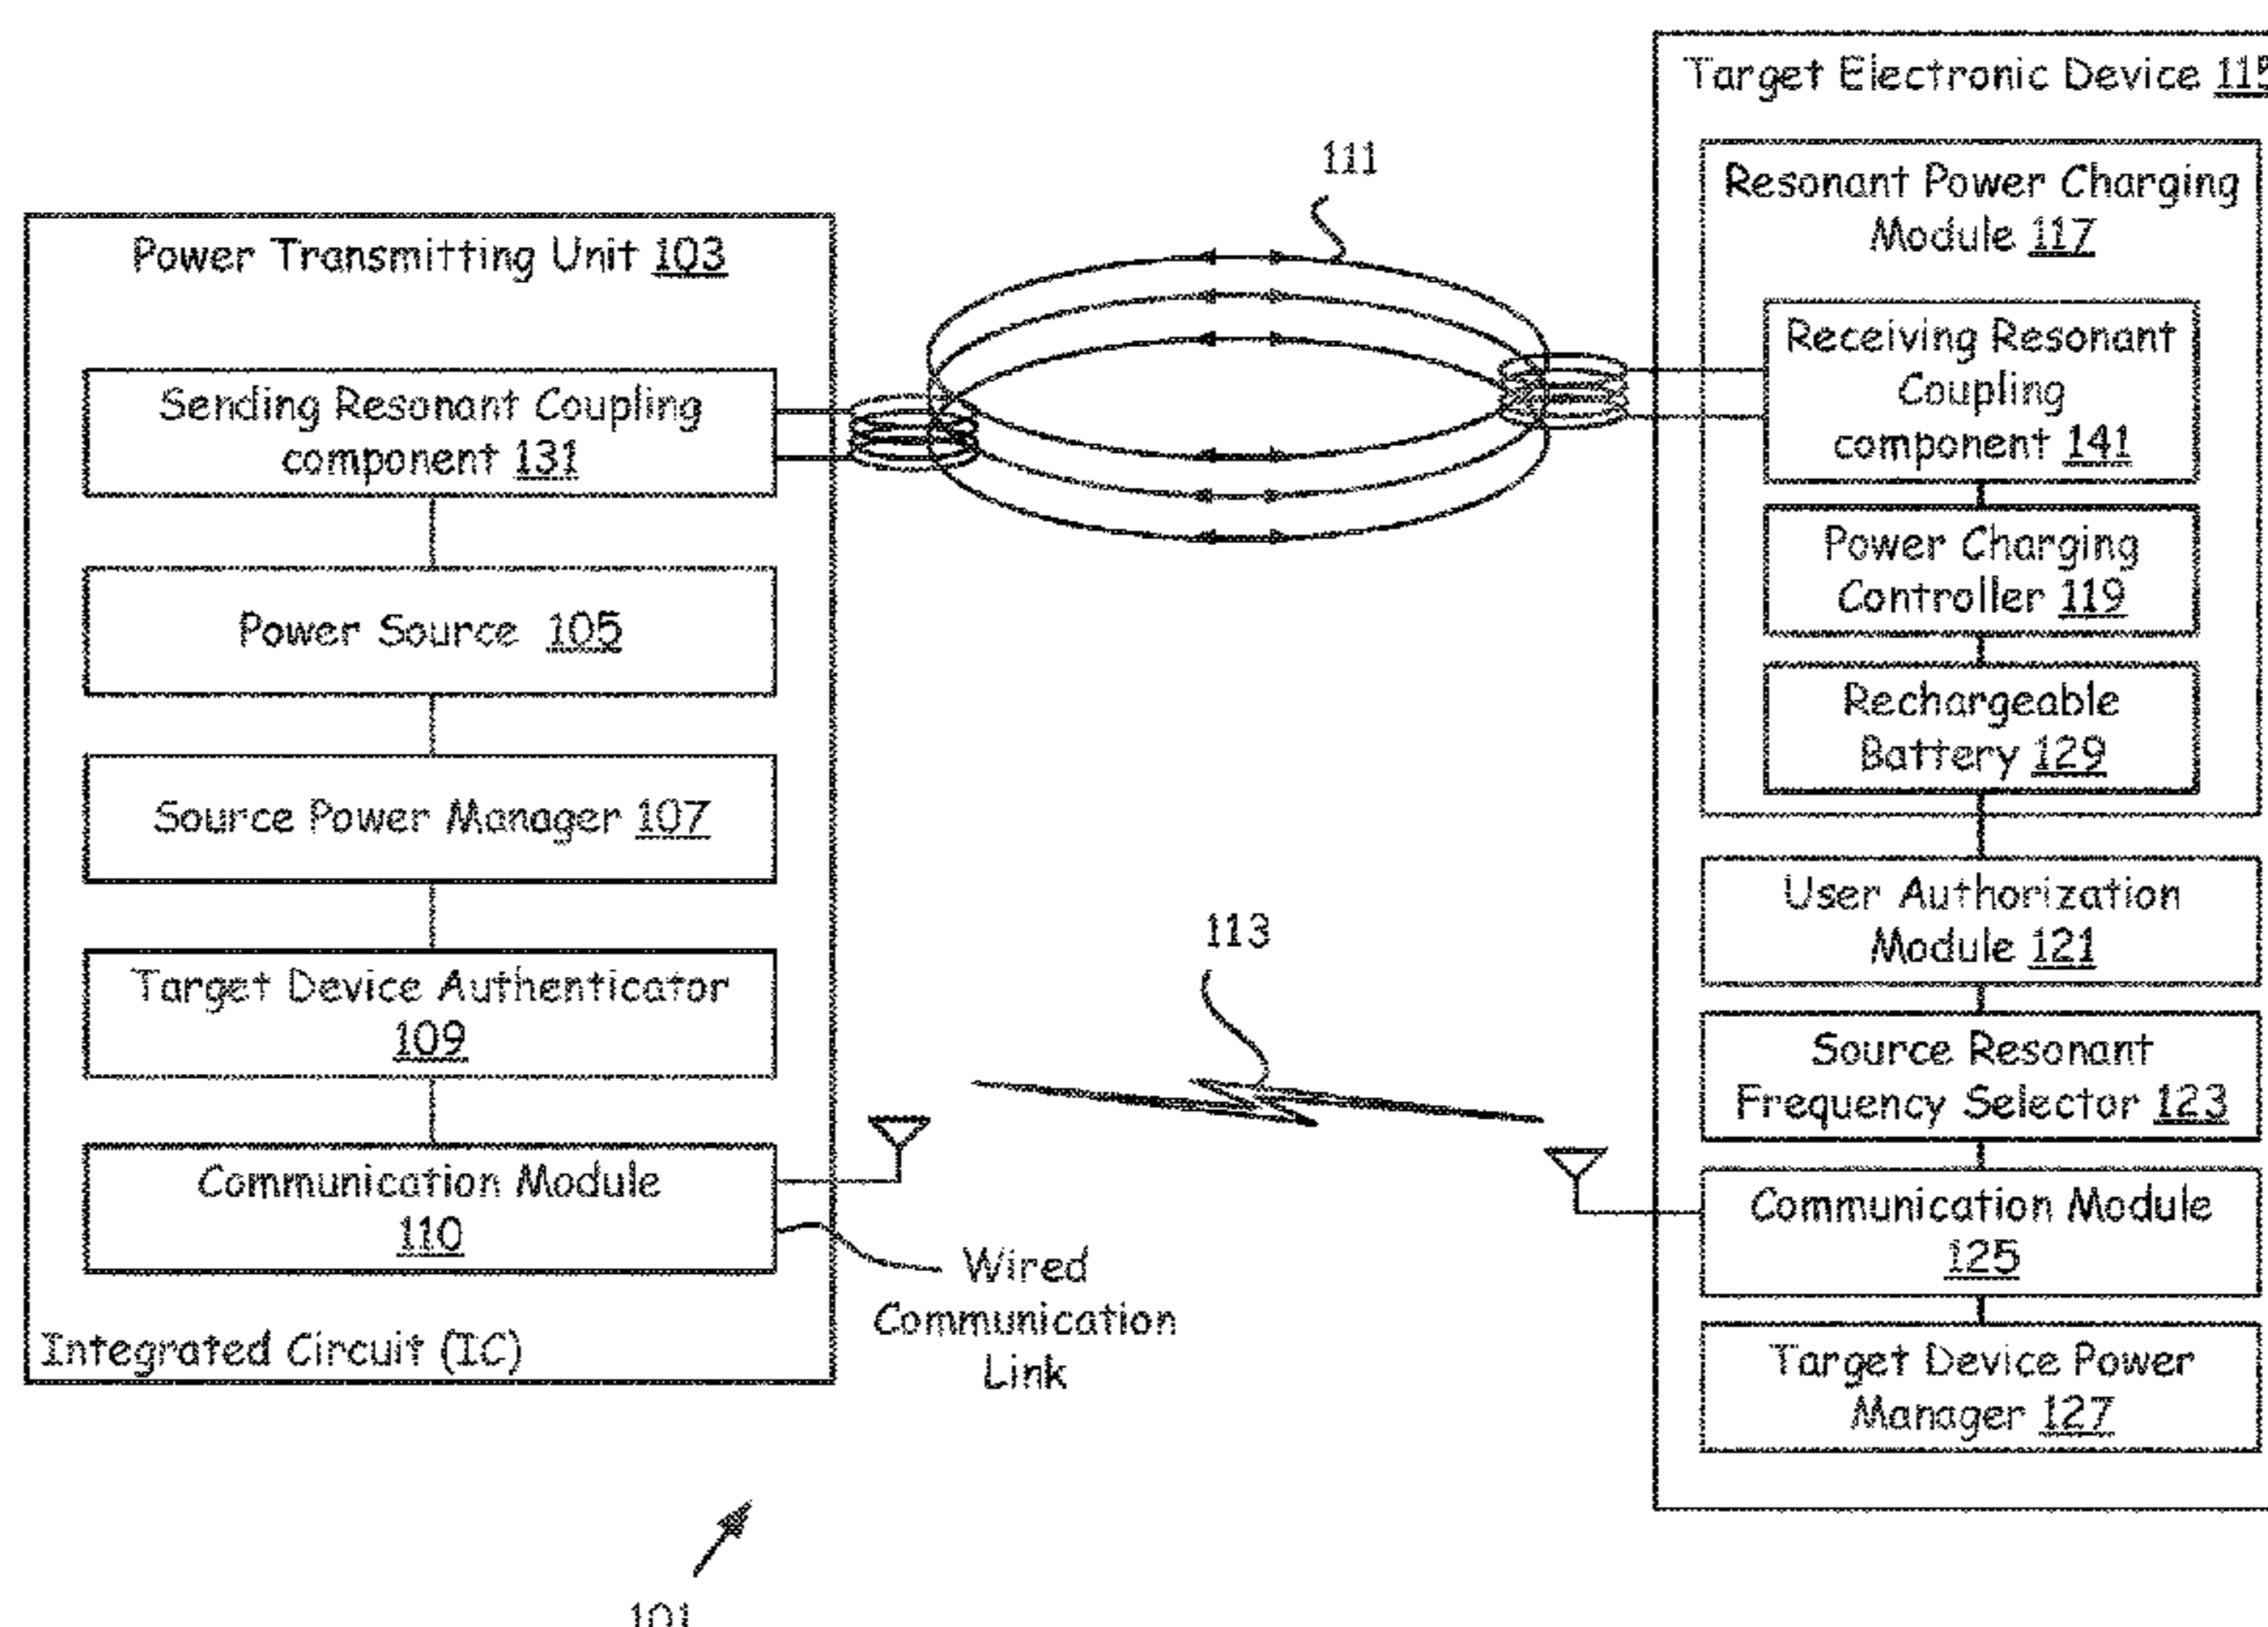 Power Transmitting Unit 103
Sending Resonant Coupling
component 131
Power Source 105
Source Power Manager 107
Target Device Authenticator
109
Communication Module
110
Integrated Circuit (IC)
111
113
Wired
Communication
Link
Target Electronic Device 115
Resonant Power Charging
Module 117
Receiving Resonant
Coupling
component 141
Power Charging
Controller 119
Rechargeable
Battery 129
User Authorization
Module 121
Source Resonant
Frequency Selector 123
Communication Module
125
Target Device Power
Manager 127
101